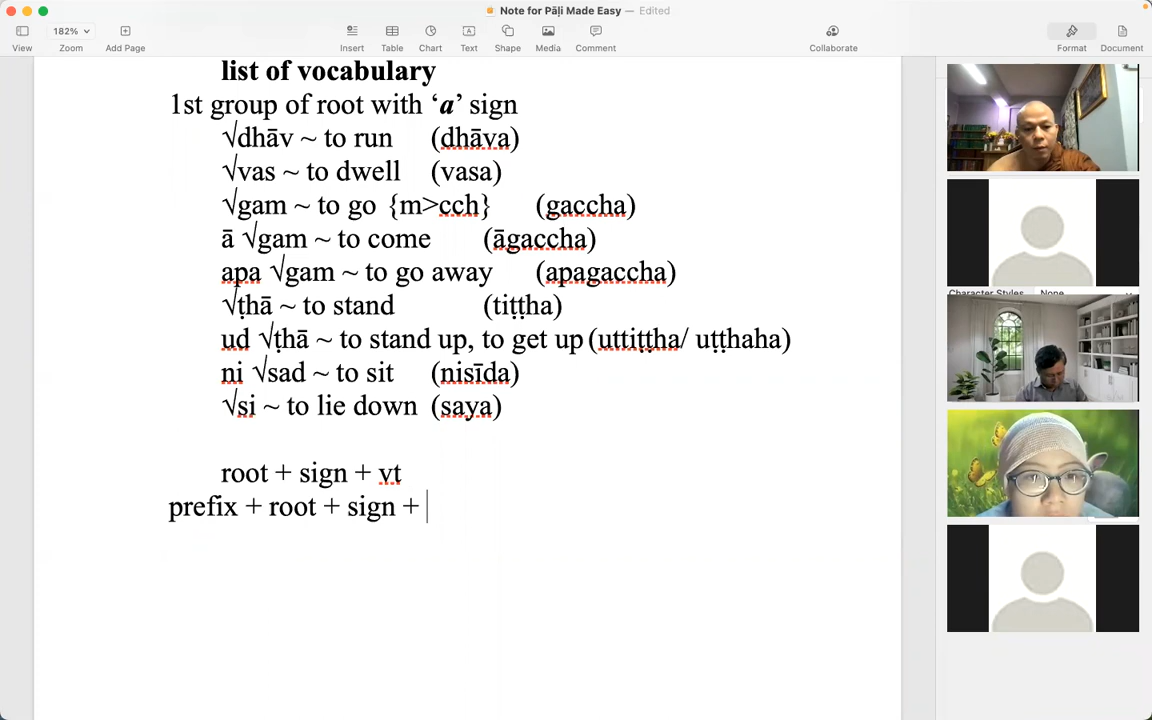 Note for Pāḷi Made Easy — Edited
182%
View
Zoom
Add Page
Insert
Table
Chart
Text
Shape
Media
Comment
Collaborate
Format
Document
list of vocabulary
1st group of root with ‘a’ sign
√dhāv ~ to run (dhāva)
√vas ~ to dwell (vasa)
√gam ~ to go {m>cch} (gaccha)
ā √gam ~ to come (āgaccha)
apa √gam ~ to go away (apagaccha)
√ṭhā ~ to stand (tiṭṭha)
ud √ṭhā ~ to stand up, to get up (uttiṭṭha/ uṭṭhaha)
ni √sad ~ to sit (nisīda)
√si ~ to lie down (saya)
root + sign + vt
prefix + root + sign +
Character Styles None